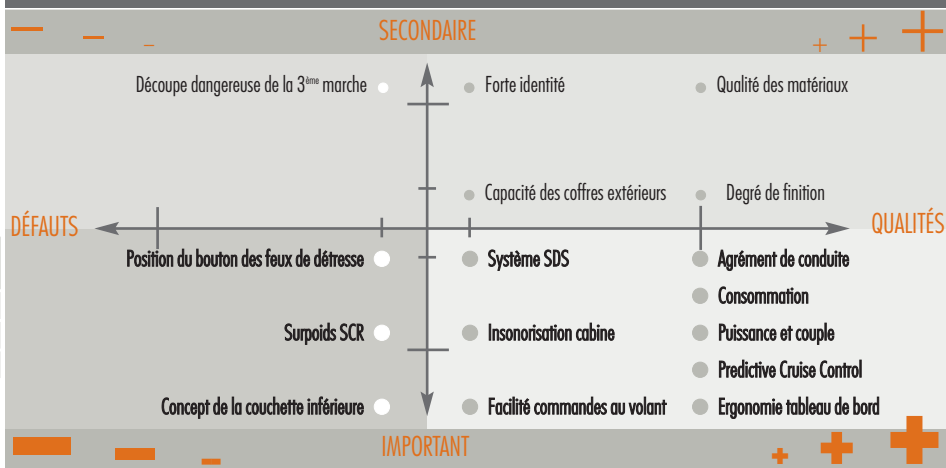 SECONDAIRE
Découpe dangereuse de la 3ème marche
Forte identité
Qualité des matériaux
Capacité des coffres extérieurs
Degré de finition
DÉFAUTS
QUALITÉS
Position du bouton des feux de détresse
Système SDS
Agrément de conduite
Consommation
Surpoids SCR
Insonorisation cabine
Puissance et couple
Predictive Cruise Control
Concept de la couchette inférieure
Facilité commandes au volant
Ergonomie tableau de bord
IMPORTANT